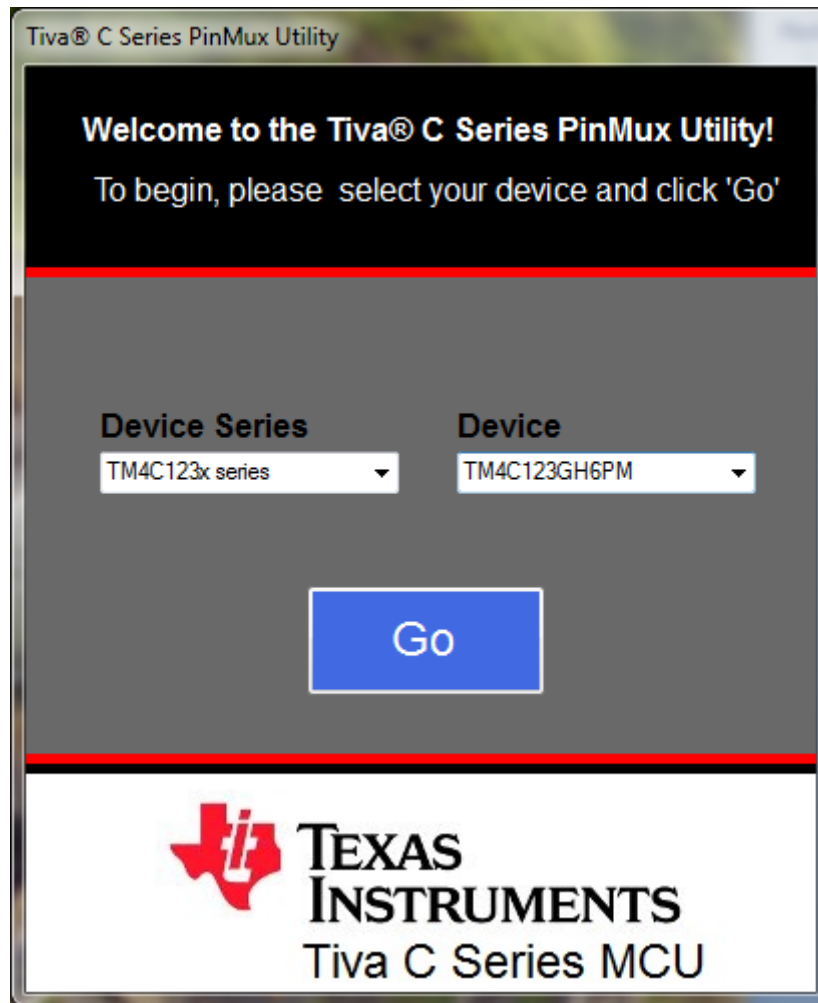 Tiva® C Series PinMux Utility
Welcome to the Tiva® C Series PinMux Utility!
To begin, please select your device and click 'Go'
Device Series Device
TM4C123x series TM4C123GH6PM
Go
TEXAS
INSTRUMENTS
Tiva C Series MCU